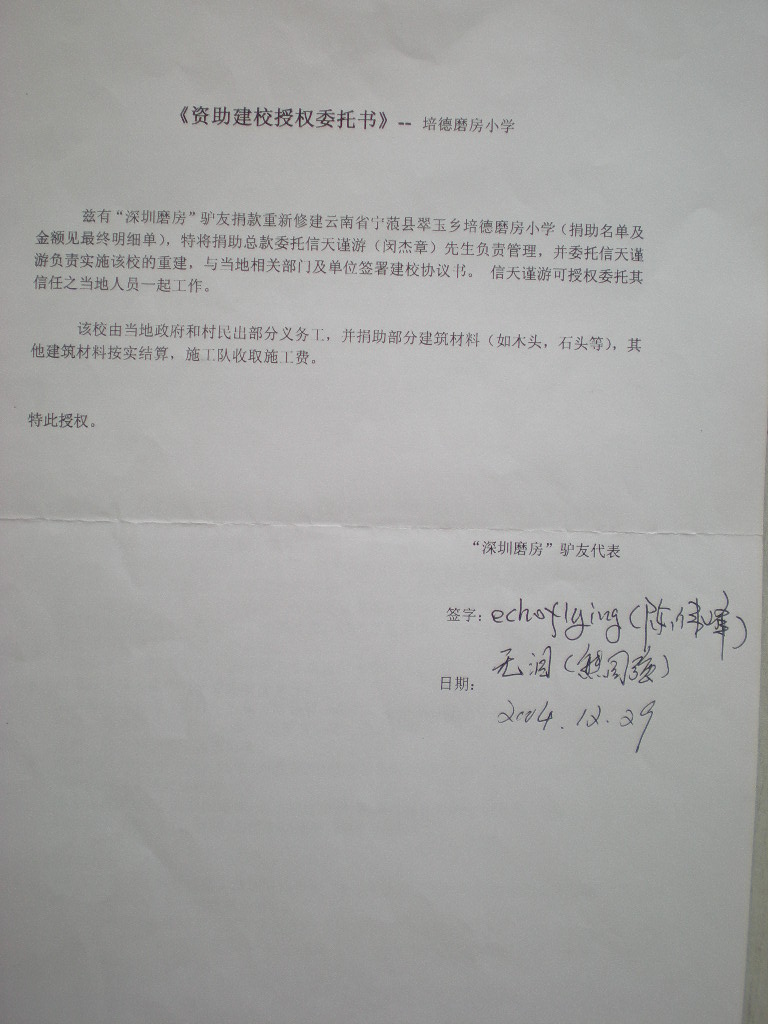 《资助建校授权委托书》-- 培德磨房小学
兹有“深圳磨房”驴友捐款重新修建云南省宁蒗县翠玉乡培德磨房小学（捐助名单及
金额见最终明细单），特将捐助总款委托信天谨游（闵杰章）先生负责管理，并委托信天谨
游负责实施该校的重建，与当地相关部门及单位签署建校协议书。 信天谨游可授权委托其
信任之当地人员一起工作。
该校由当地政府和村民出部分义务工，并捐助部分建筑材料（如木头，石头等），其
他建筑材料按实结算，施工队收取施工费。
特此授权。
“深圳磨房”驴友代表
签字：echoflying（陈伟峰）
无润（熊国强）
日期：
2004.12.29